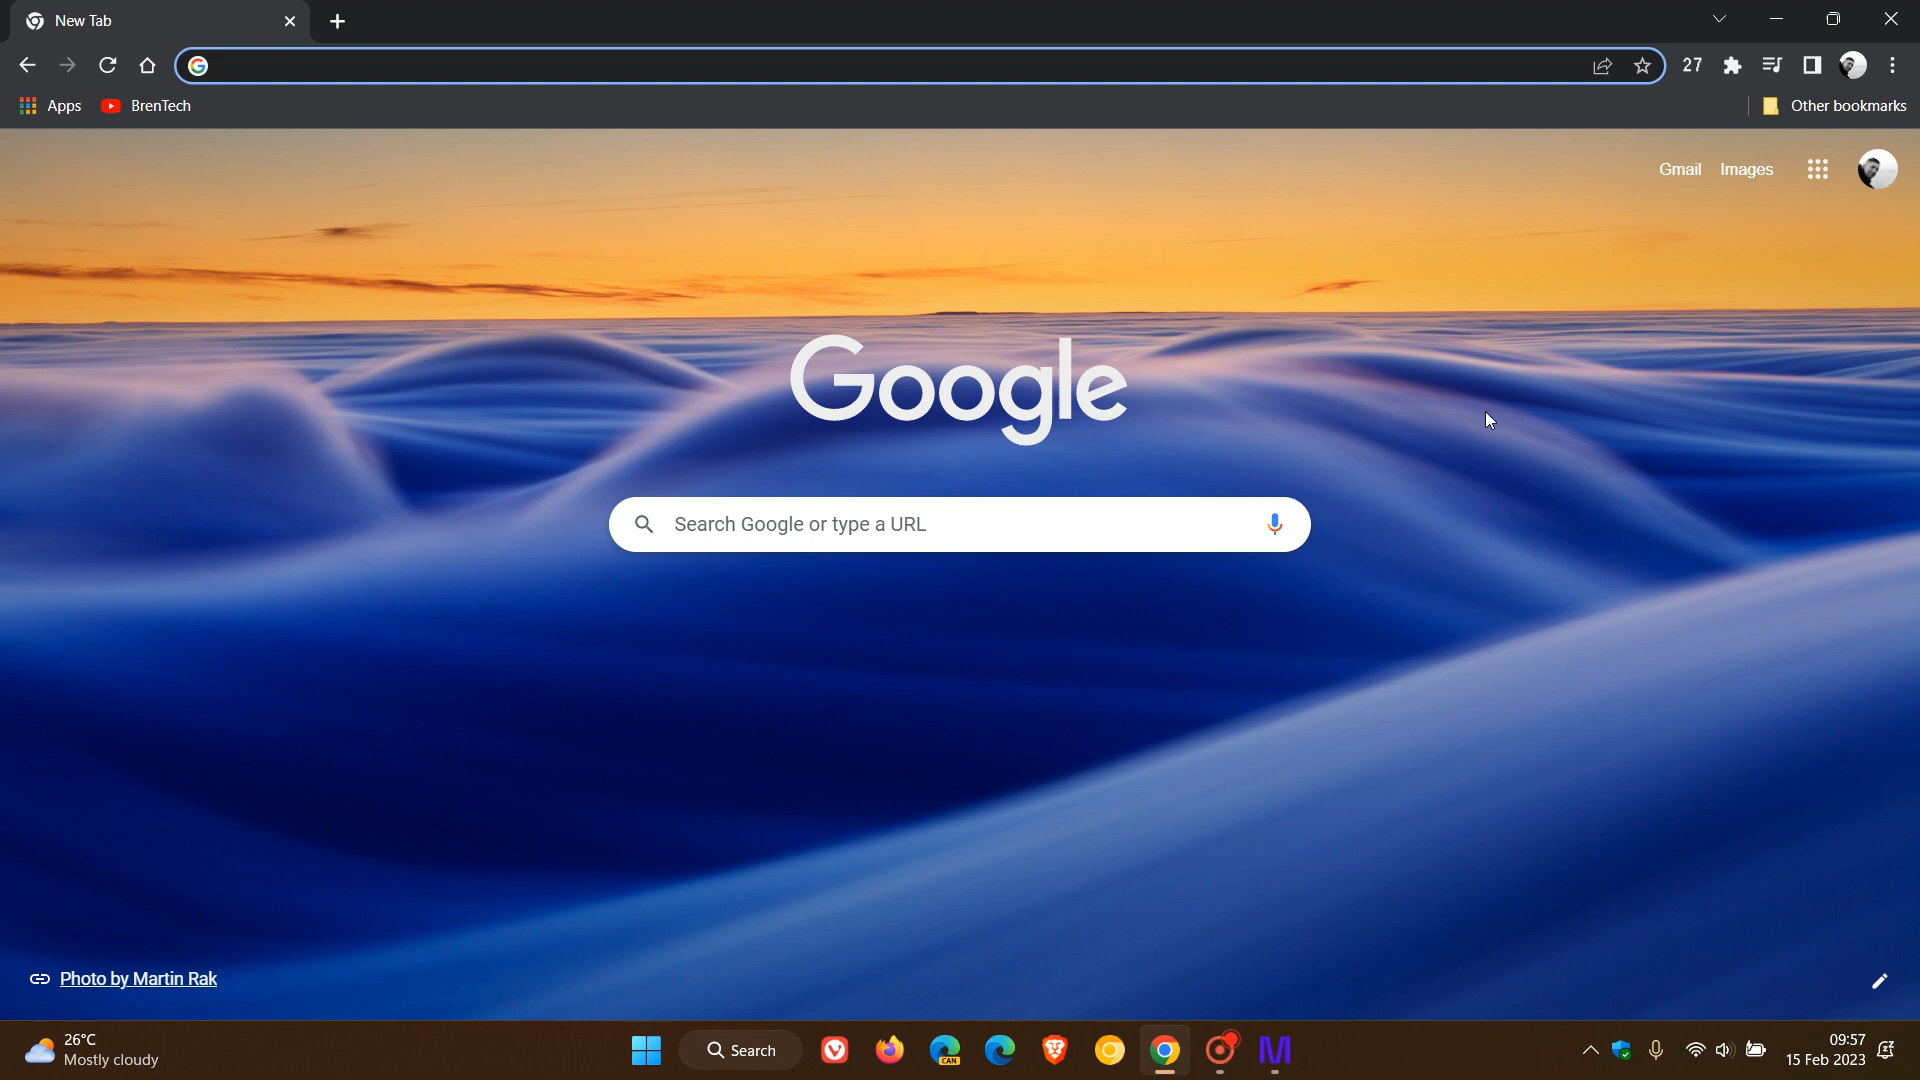 New Tab
27
Apps
BrenTech
Other bookmarks
Gmail
Images
Google
Search Google or type a URL
Photo by Martin Rak
26°C
Mostly cloudy
Search
CAN
09:57
15 Feb 2023